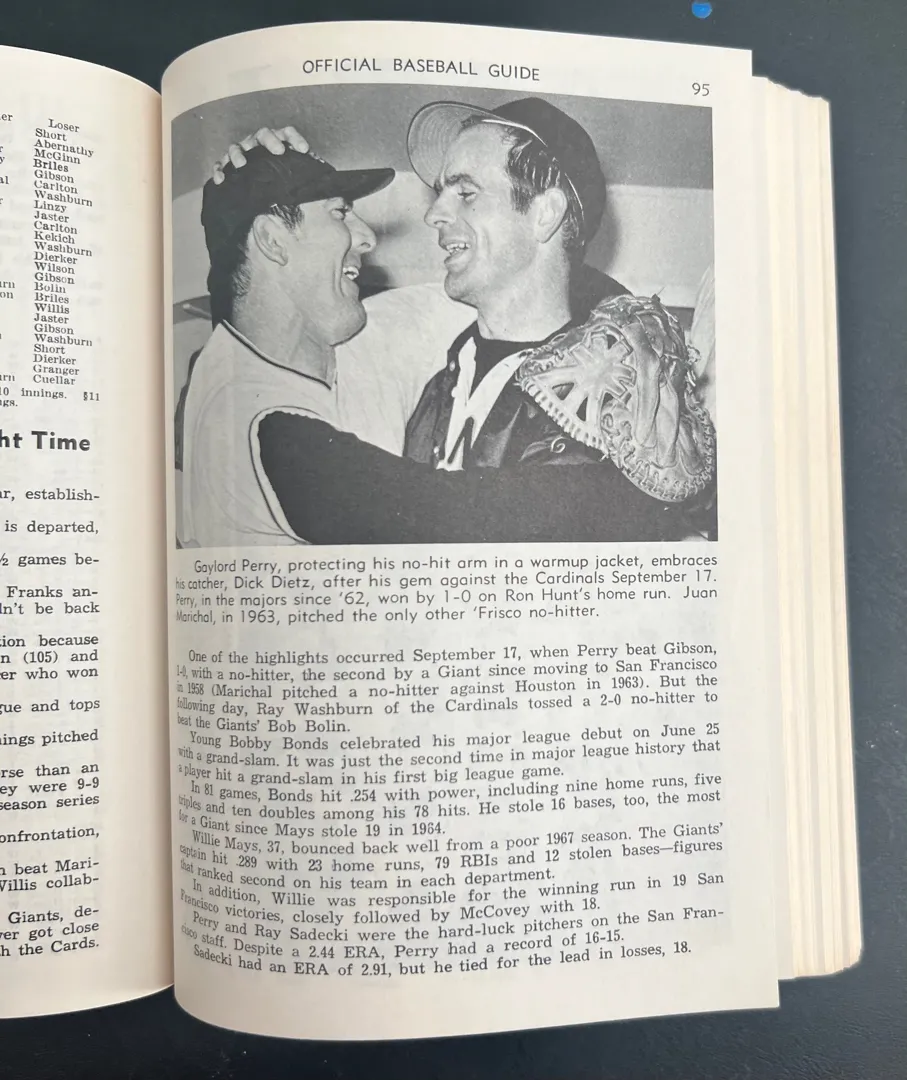 er Loser
Short
Abernathy
r McGinn
y Briles
Gibson
al Carlton
Washburn
r Linzy
Jaster
Carlton
Kekich
Washburn
Dierker
Wilson
Gibson
urn Bolin
on Briles
Willis
Jaster
Gibson
Washburn
Short
Dierker
Granger
urn Cuellar
10 innings. §11
ngs.
ht Time
ar, establish-
is departed,
½ games be-
Franks an-
dn't be back
tion because
n (105) and
er who won
gue and tops
nings pitched
rse than an
ey were 9-9
season series
onfrontation,
n beat Mari-
Willis collab-
Giants, de-
ver got close
h the Cards.
OFFICIAL BASEBALL GUIDE
95
Gaylord Perry, protecting his no-hit arm in a warmup jacket, embraces
his catcher, Dick Dietz, after his gem against the Cardinals September 17.
Perry, in the majors since '62, won by 1-0 on Ron Hunt's home run. Juan
Marichal, in 1963, pitched the only other 'Frisco no-hitter.
One of the highlights occurred September 17, when Perry beat Gibson,
1-0, with a no-hitter, the second by a Giant since moving to San Francisco
in 1958 (Marichal pitched a no-hitter against Houston in 1963). But the
following day, Ray Washburn of the Cardinals tossed a 2-0 no-hitter to
beat the Giants' Bob Bolin.
Young Bobby Bonds celebrated his major league debut on June 25
with a grand-slam. It was just the second time in major league history that
a player hit a grand-slam in his first big league game.
In 81 games, Bonds hit .254 with power, including nine home runs, five
triples and ten doubles among his 78 hits. He stole 16 bases, too, the most
for a Giant since Mays stole 19 in 1964.
Willie Mays, 37, bounced back well from a poor 1967 season. The Giants'
captain hit .289 with 23 home runs, 79 RBIs and 12 stolen bases—figures
that ranked second on his team in each department.
In addition, Willie was responsible for the winning run in 19 San
Francisco victories, closely followed by McCovey with 18.
Perry and Ray Sadecki were the hard-luck pitchers on the San Fran-
cisco staff. Despite a 2.44 ERA, Perry had a record of 16-15.
Sadecki had an ERA of 2.91, but he tied for the lead in losses, 18.